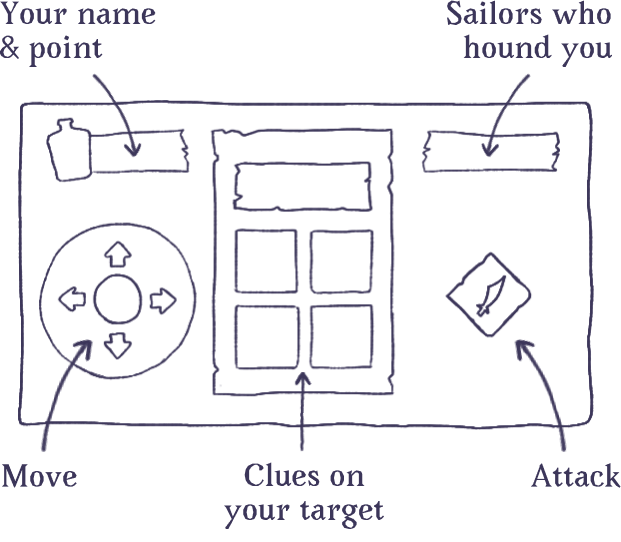 Your name
& point
Sailors who
hound you
Move
Clues on
your target
Attack